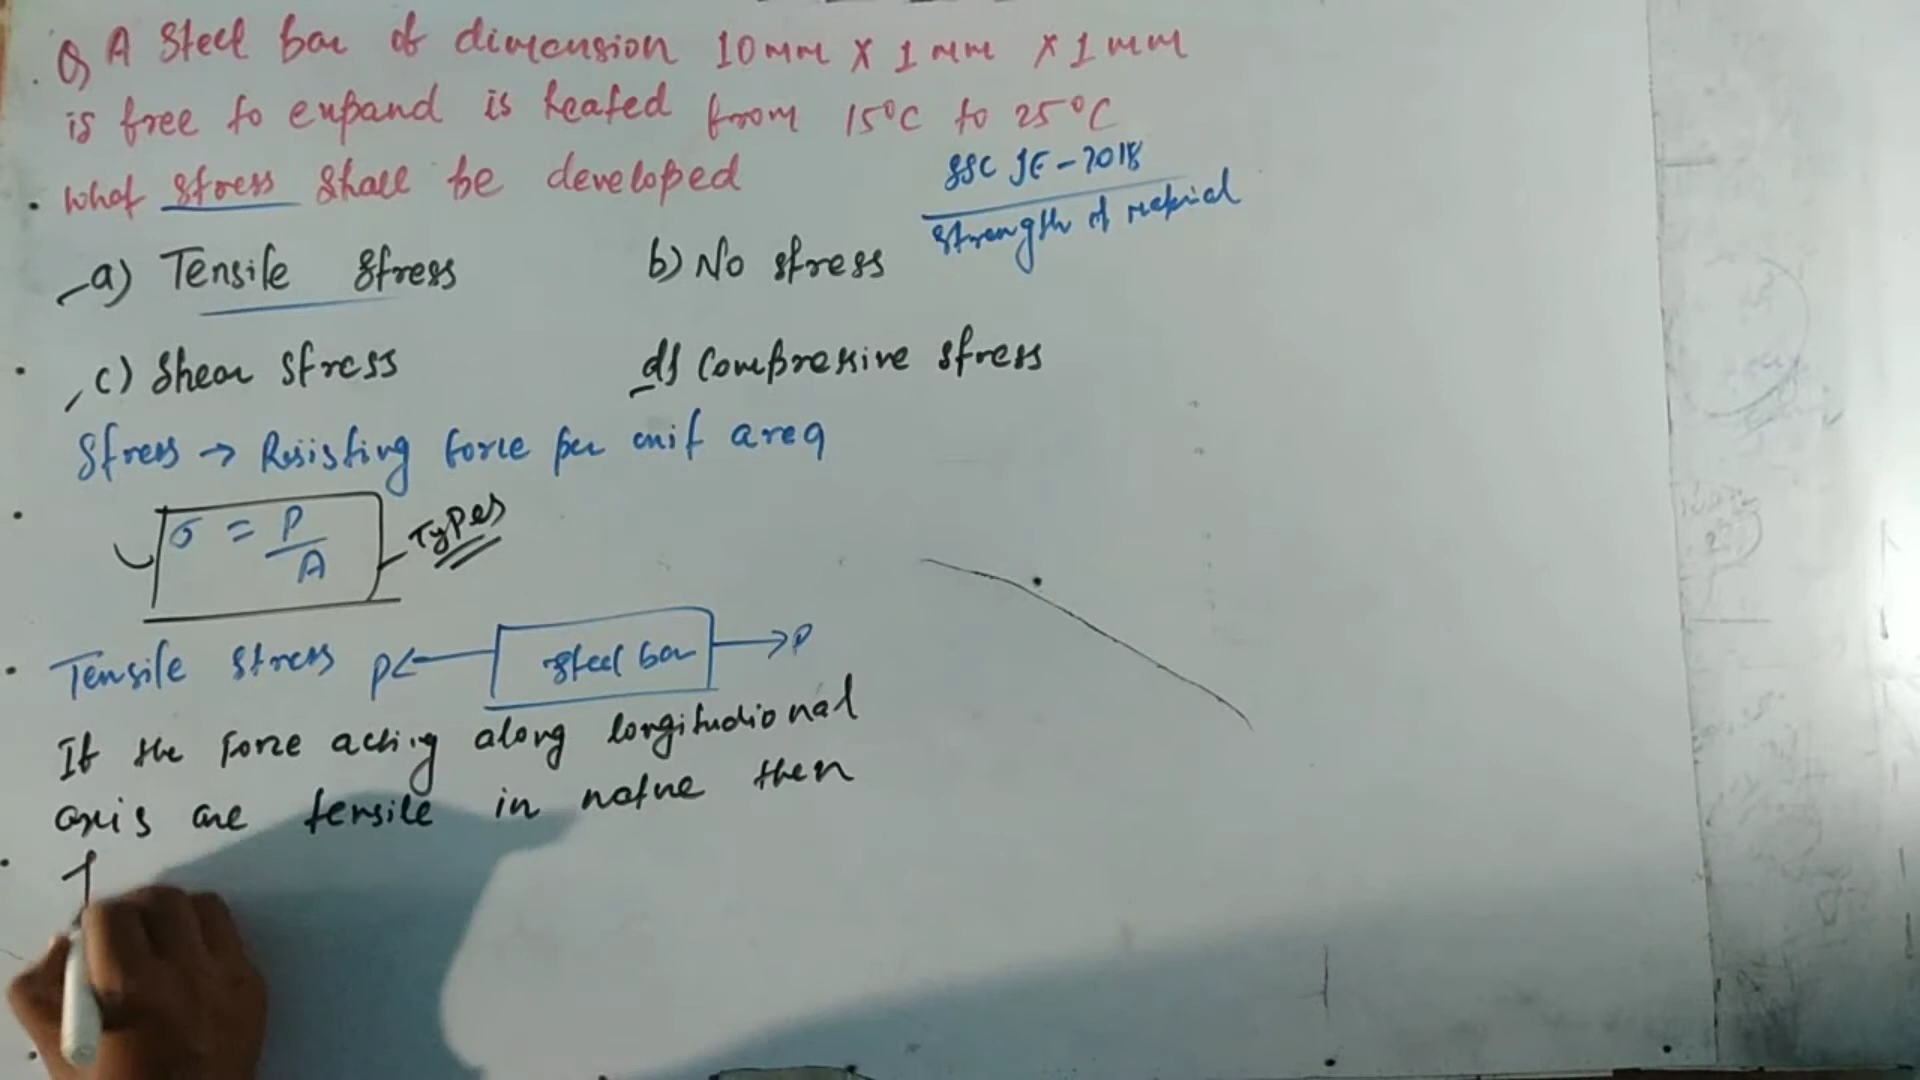 Q A Steel bar of dimension 10mm X 1mm X 1mm
is free to expand is heated from 15°C to 25°C
what stress shall be developed
SSC JE-2018
Strength of material
a) Tensile stress b) No stress
c) Shear stress d) Compressive stress
Stress → Resisting force per unit area
σ = P/A Types
Tensile stress P← steel bar →P
If the force acting along longitudional
axis are tensile in natue then